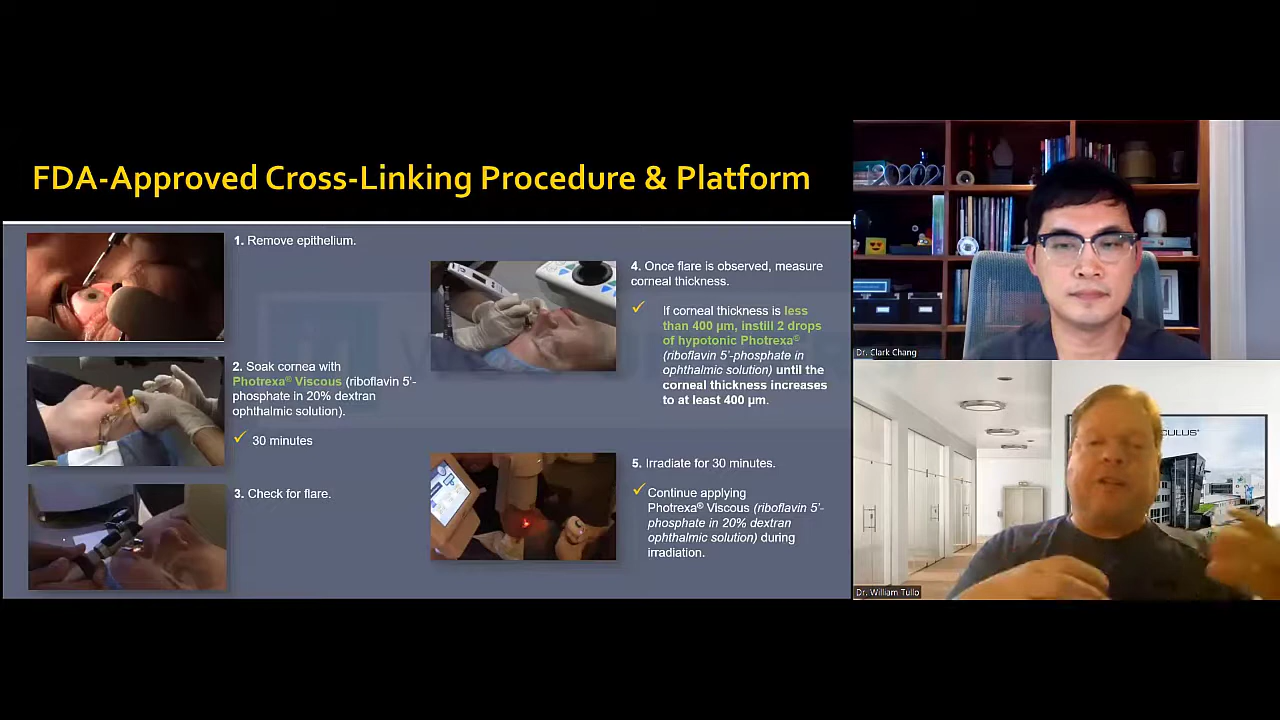 FDA-Approved Cross-Linking Procedure & Platform
1. Remove epithelium.
2. Soak cornea with
Photrexa® Viscous (riboflavin 5'-
phosphate in 20% dextran
ophthalmic solution).
✓ 30 minutes
3. Check for flare.
4. Once flare is observed, measure
corneal thickness.
✓ If corneal thickness is less
than 400 µm, instill 2 drops
of hypotonic Photrexa®
(riboflavin 5'-phosphate in
ophthalmic solution) until the
corneal thickness increases
to at least 400 µm.
5. Irradiate for 30 minutes.
✓ Continue applying
Photrexa® Viscous (riboflavin 5'-
phosphate in 20% dextran
ophthalmic solution) during
irradiation.
Dr. Clark Chang
CULUS®
Dr. William Tullo